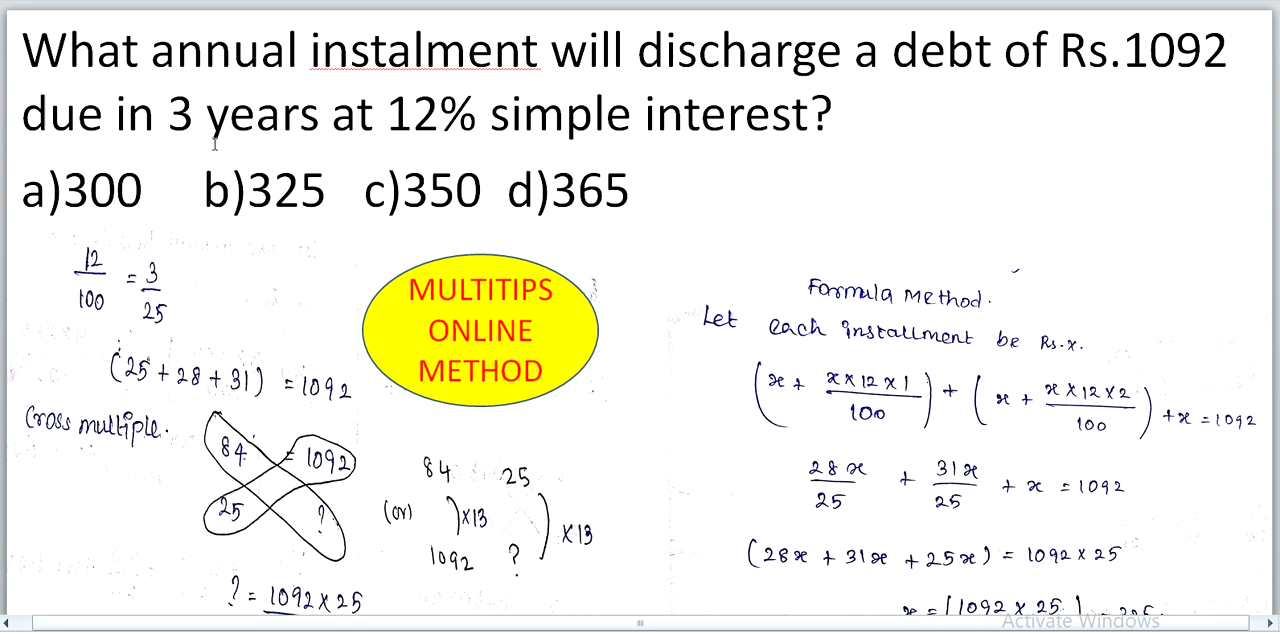 What annual instalment will discharge a debt of Rs.1092
due in 3 years at 12% simple interest?
a)300 b)325 c)350 d)365
12/100 = 3/25
(25 + 28 + 31) = 1092
Cross multiple.
84 = 1092
25 ?
(or)
84 25
)x13 )x13
1092 ?
? = 1092 x 25
MULTITIPS
ONLINE
METHOD
Formula Method.
Let each installment be Rs.x.
(x + x x 12 x 1/100) + (x + x x 12 x 2/100) + x = 1092
28x/25 + 31x/25 + x = 1092
(28x + 31x + 25x) = 1092 x 25
x = (1092 x 25
Activate Windows